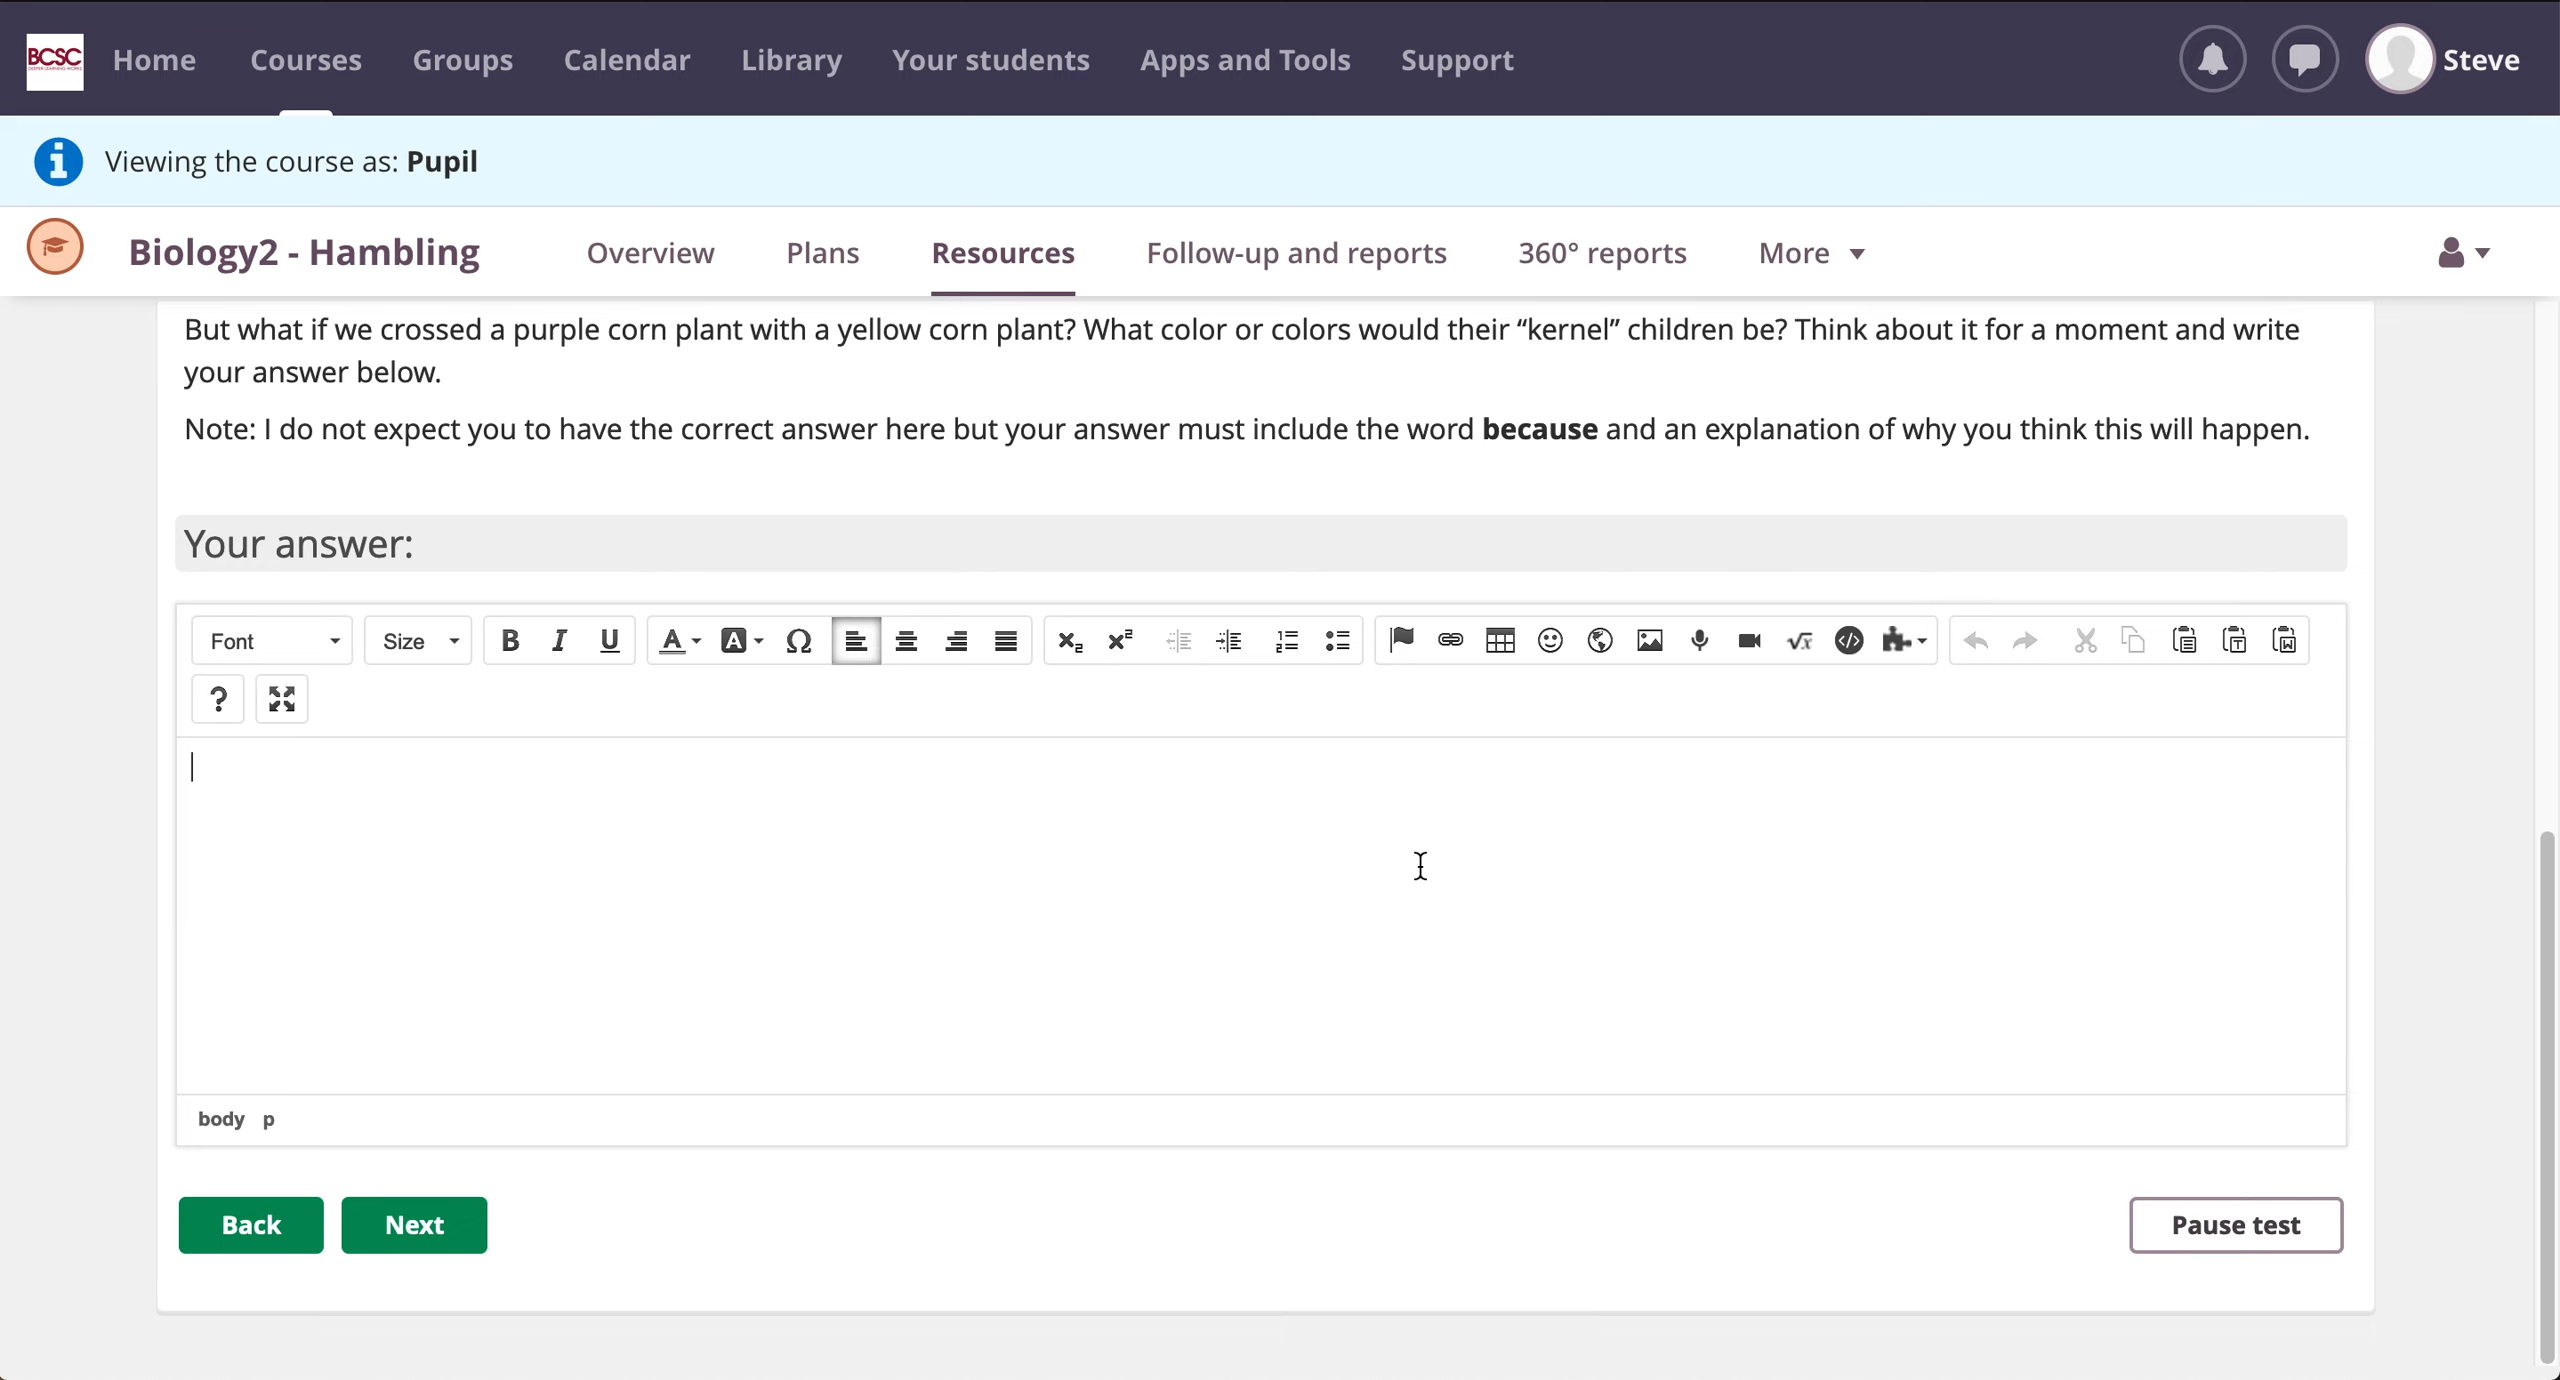 BCSC Home Courses Groups Calendar Library Your students Apps and Tools Support Steve
Viewing the course as: Pupil
Biology2 - Hambling Overview Plans Resources Follow-up and reports 360° reports More
But what if we crossed a purple corn plant with a yellow corn plant? What color or colors would their “kernel” children be? Think about it for a moment and write
your answer below.
Note: I do not expect you to have the correct answer here but your answer must include the word because and an explanation of why you think this will happen.
Your answer:
Font Size B I U A A Ω x₂ x²
?
body p
Back Next Pause test